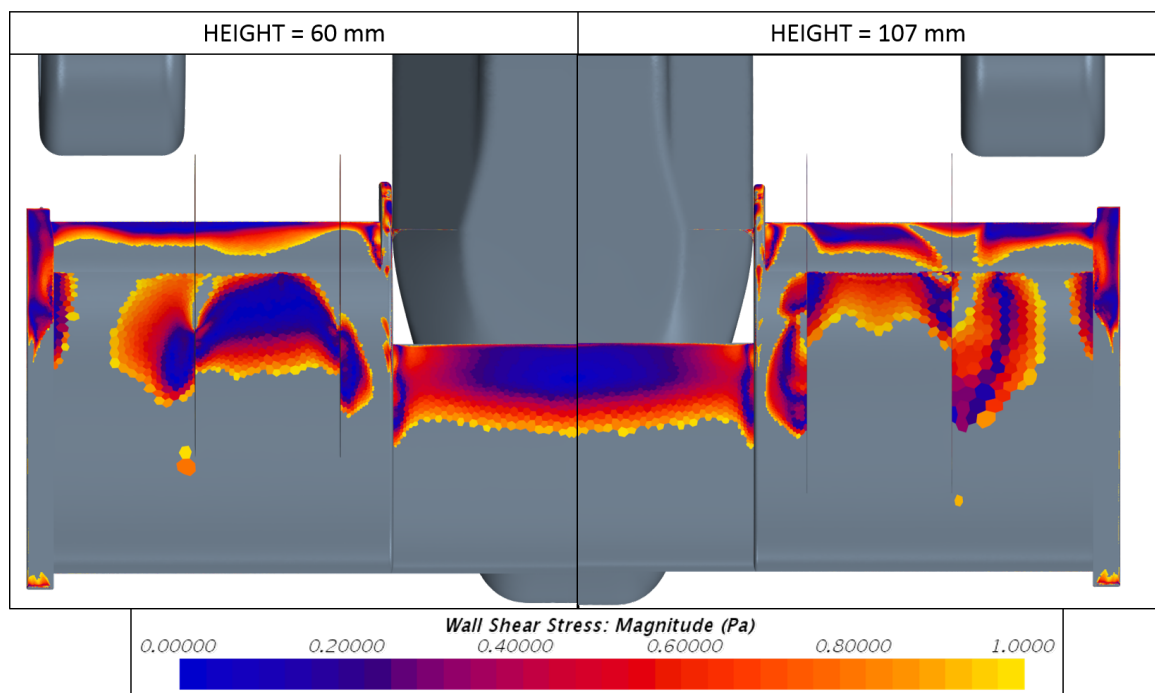 HEIGHT = 60 mm
HEIGHT = 107 mm
Wall Shear Stress: Magnitude (Pa)
0.00000 0.20000 0.40000 0.60000 0.80000 1.0000